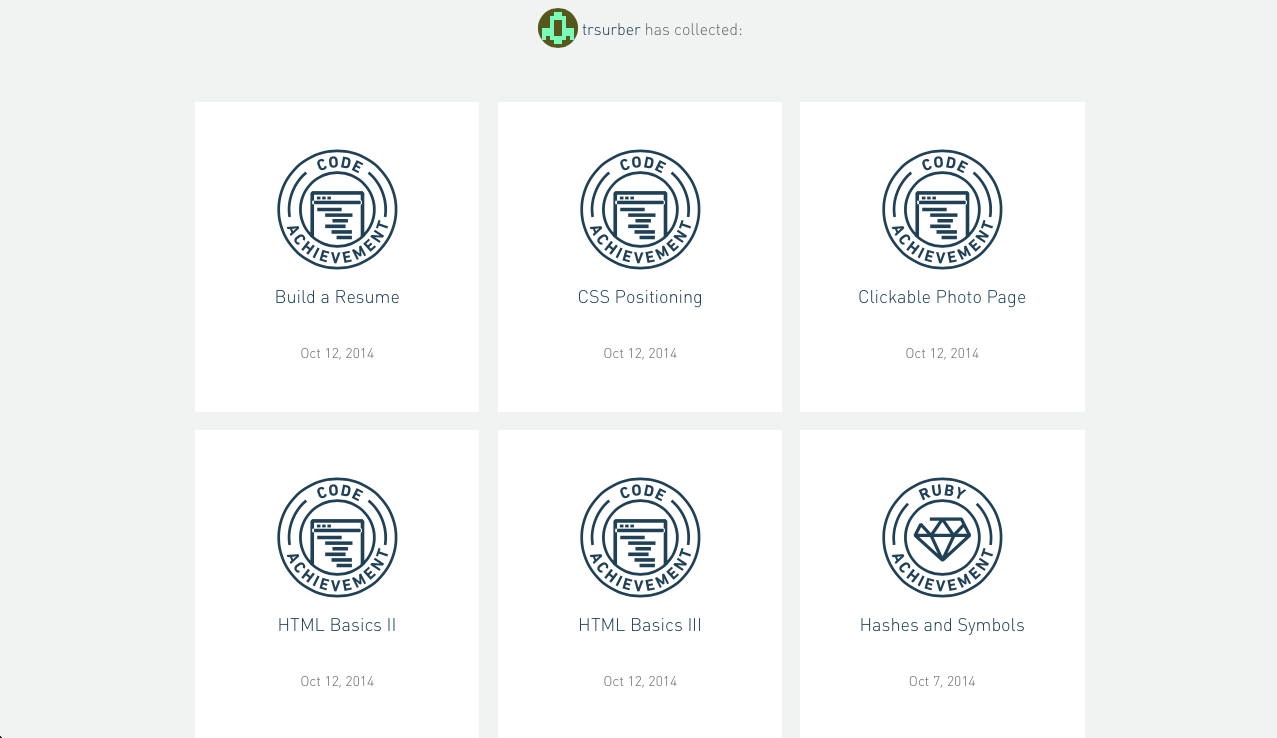 trsurber has collected:
CODE ACHIEVEMENT
Build a Resume
Oct 12, 2014
CODE ACHIEVEMENT
CSS Positioning
Oct 12, 2014
CODE ACHIEVEMENT
Clickable Photo Page
Oct 12, 2014
CODE ACHIEVEMENT
HTML Basics II
Oct 12, 2014
CODE ACHIEVEMENT
HTML Basics III
Oct 12, 2014
RUBY ACHIEVEMENT
Hashes and Symbols
Oct 7, 2014